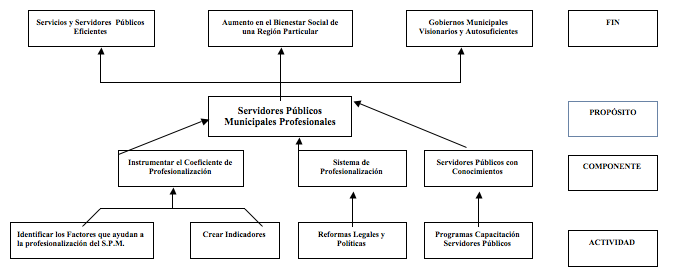 Servicios y Servidores Públicos
Eficientes
Aumento en el Bienestar Social de
una Región Particular
Gobiernos Municipales
Visionarios y Autosuficientes
FIN
Servidores Públicos
Municipales Profesionales
PROPÓSITO
Instrumentar el Coeficiente de
Profesionalización
Sistema de
Profesionalización
Servidores Públicos con
Conocimientos
COMPONENTE
Identificar los Factores que ayudan a
la profesionalización del S.P.M.
Crear Indicadores
Reformas Legales y
Políticas
Programas Capacitación
Servidores Públicos
ACTIVIDAD